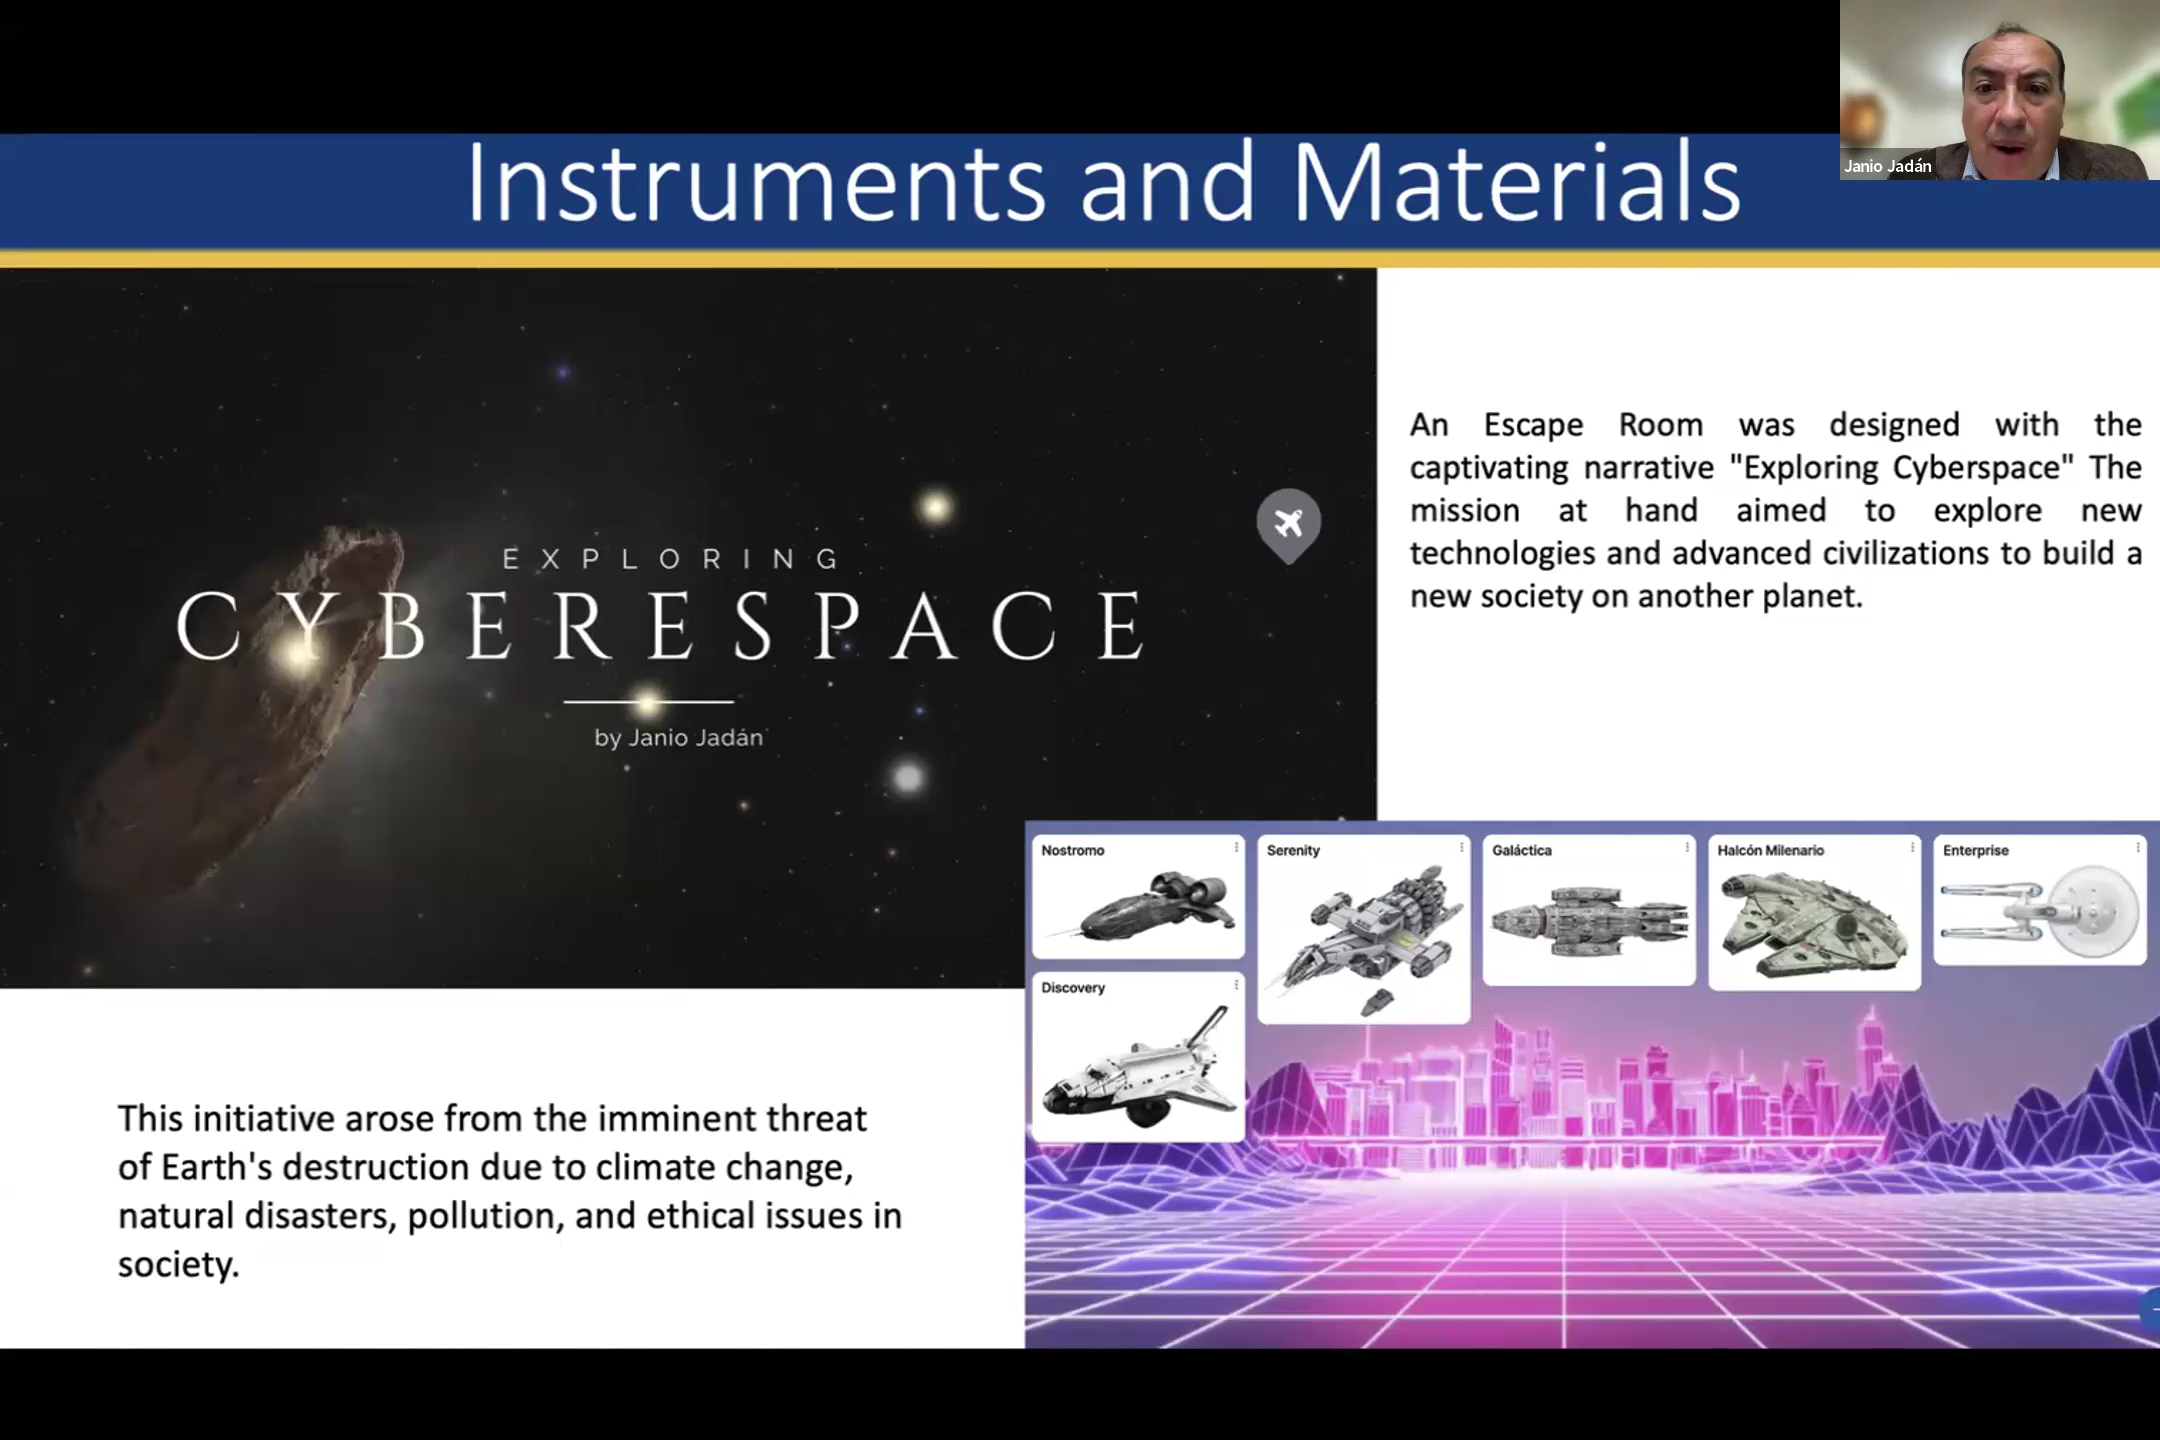 Janio Jadán
Instruments and Materials
EXPLORING
CYBERESPACE
by Janio Jadán
An Escape Room was designed with the
captivating narrative "Exploring Cyberspace" The
mission at hand aimed to explore new
technologies and advanced civilizations to build a
new society on another planet.
Nostromo
Serenity
Galáctica
Halcón Milenario
Enterprise
Discovery
This initiative arose from the imminent threat
of Earth's destruction due to climate change,
natural disasters, pollution, and ethical issues in
society.